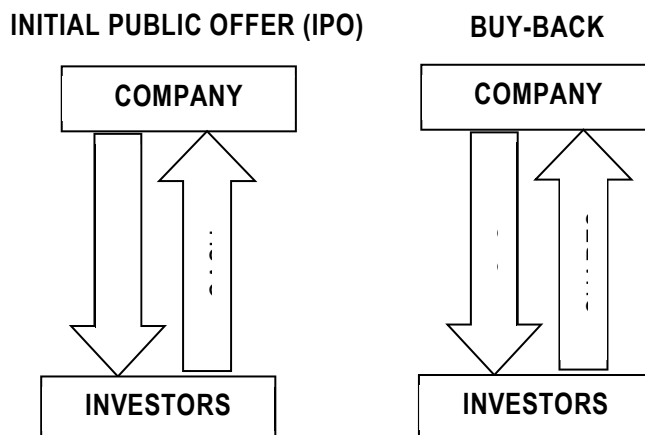 INITIAL PUBLIC OFFER (IPO)
BUY-BACK
COMPANY
COMPANY
INVESTORS
INVESTORS